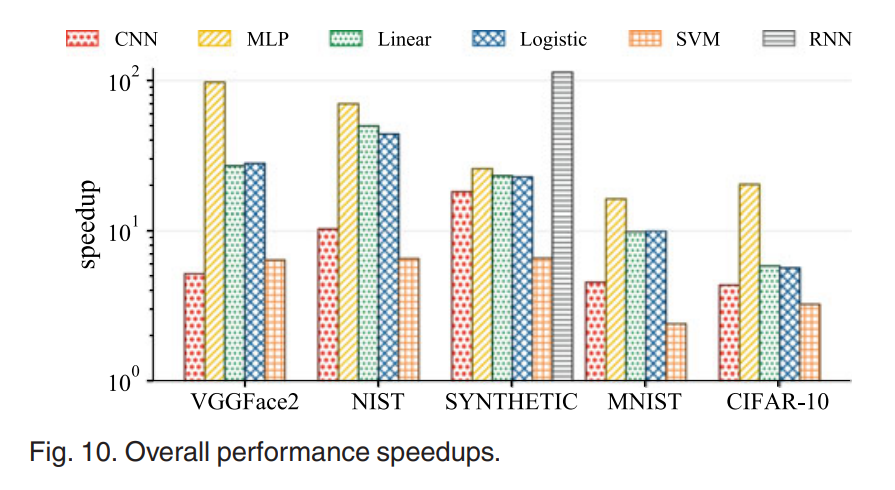 CNN MLP Linear Logistic SVM RNN
speedup
10²
10¹
10⁰
VGGFace2 NIST SYNTHETIC MNIST CIFAR-10
Fig. 10. Overall performance speedups.